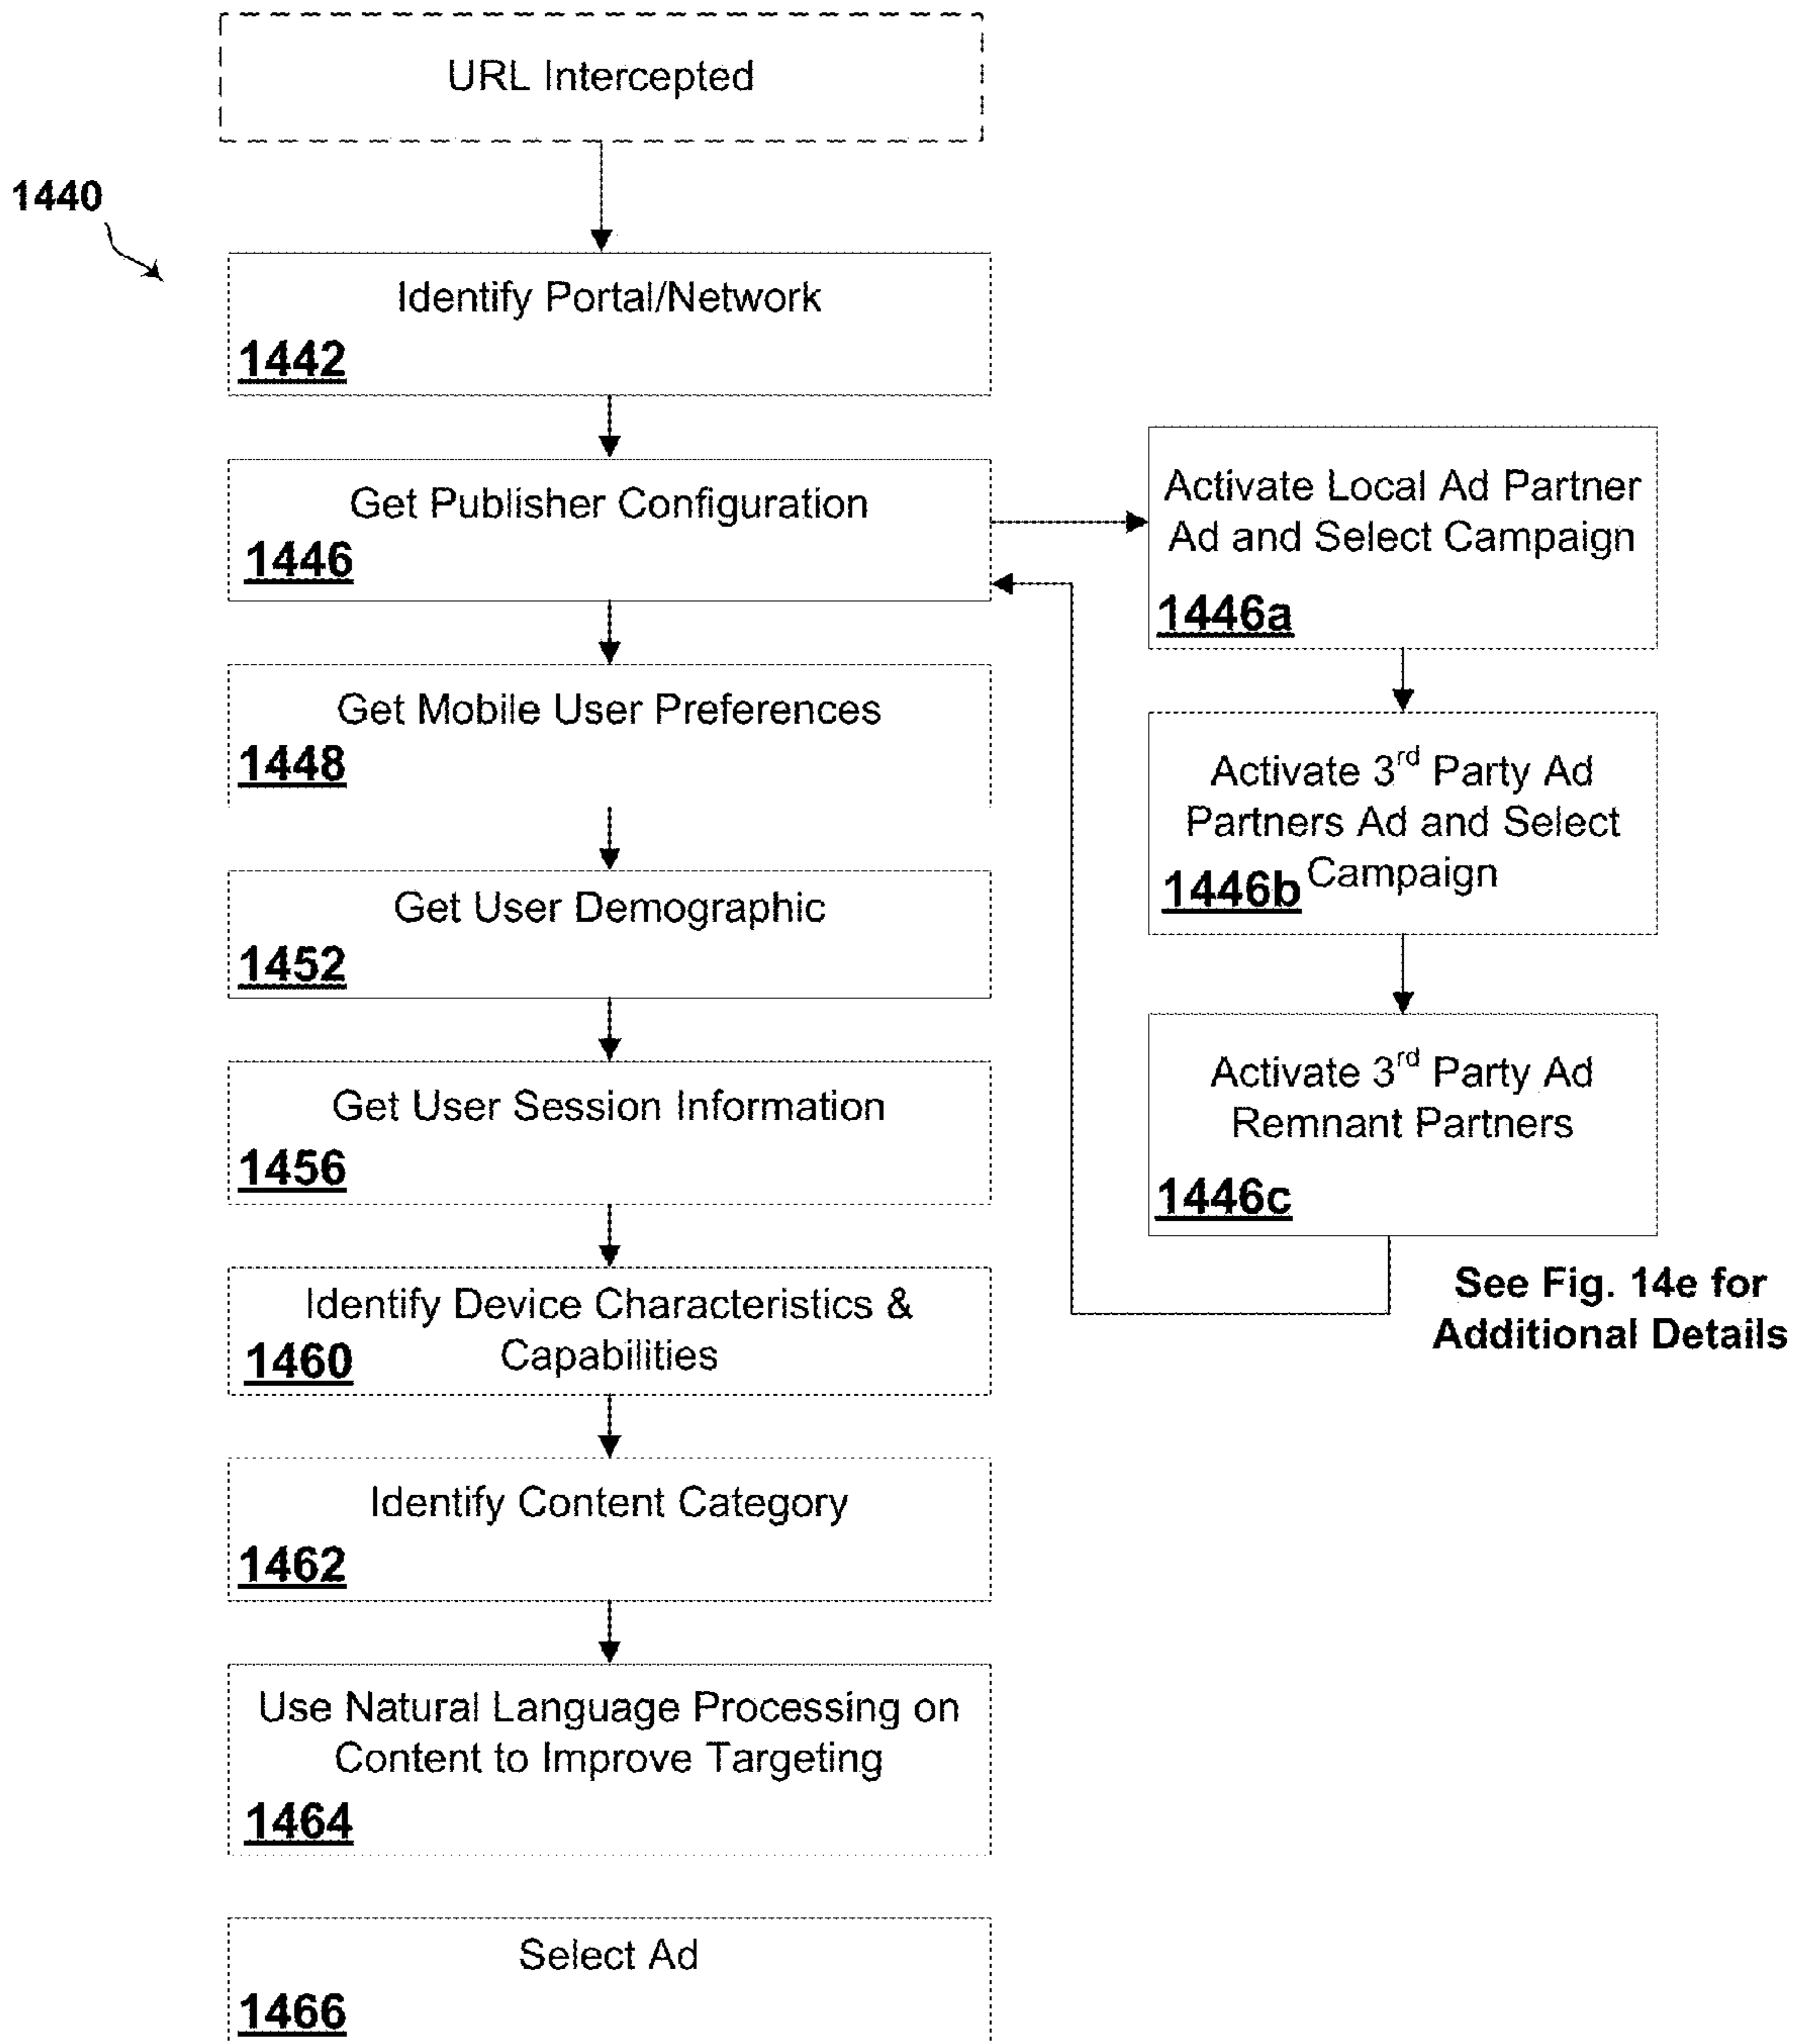 URL Intercepted
1440
Identify Portal/Network
1442
Get Publisher Configuration
1446
Activate Local Ad Partner
Ad and Select Campaign
1446a
Get Mobile User Preferences
1448
Activate 3rd Party Ad
Partners Ad and Select
Campaign
1446b
Get User Demographic
1452
Get User Session Information
1456
Activate 3rd Party Ad
Remnant Partners
1446c
See Fig. 14e for
Additional Details
Identify Device Characteristics &
Capabilities
1460
Identify Content Category
1462
Use Natural Language Processing on
Content to Improve Targeting
1464
Select Ad
1466